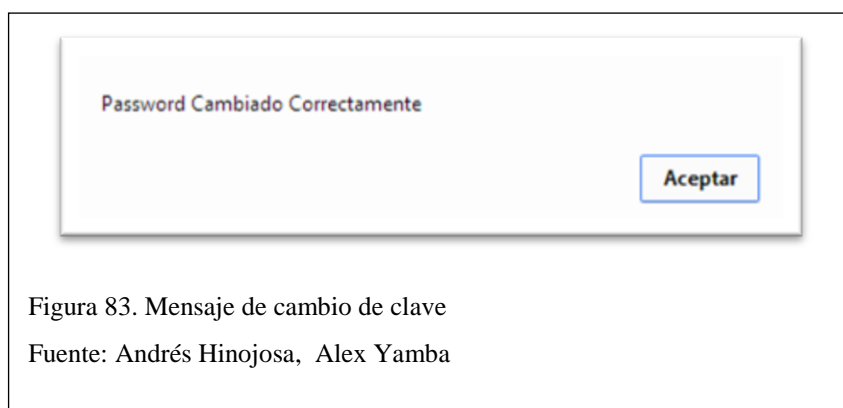 Password Cambiado Correctamente
Aceptar
Figura 83. Mensaje de cambio de clave
Fuente: Andrés Hinojosa,  Alex Yamba